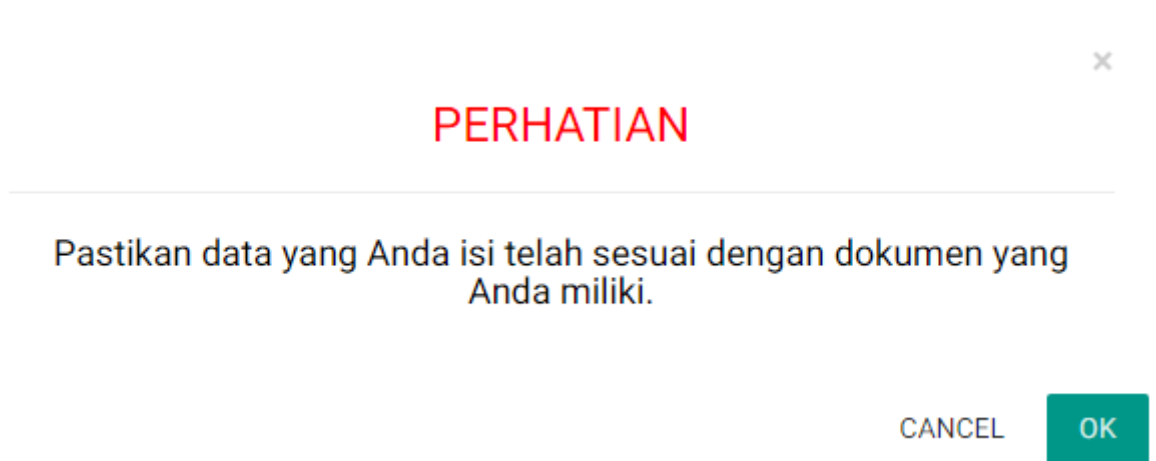 ×
PERHATIAN
Pastikan data yang Anda isi telah sesuai dengan dokumen yang
Anda miliki.
CANCEL OK